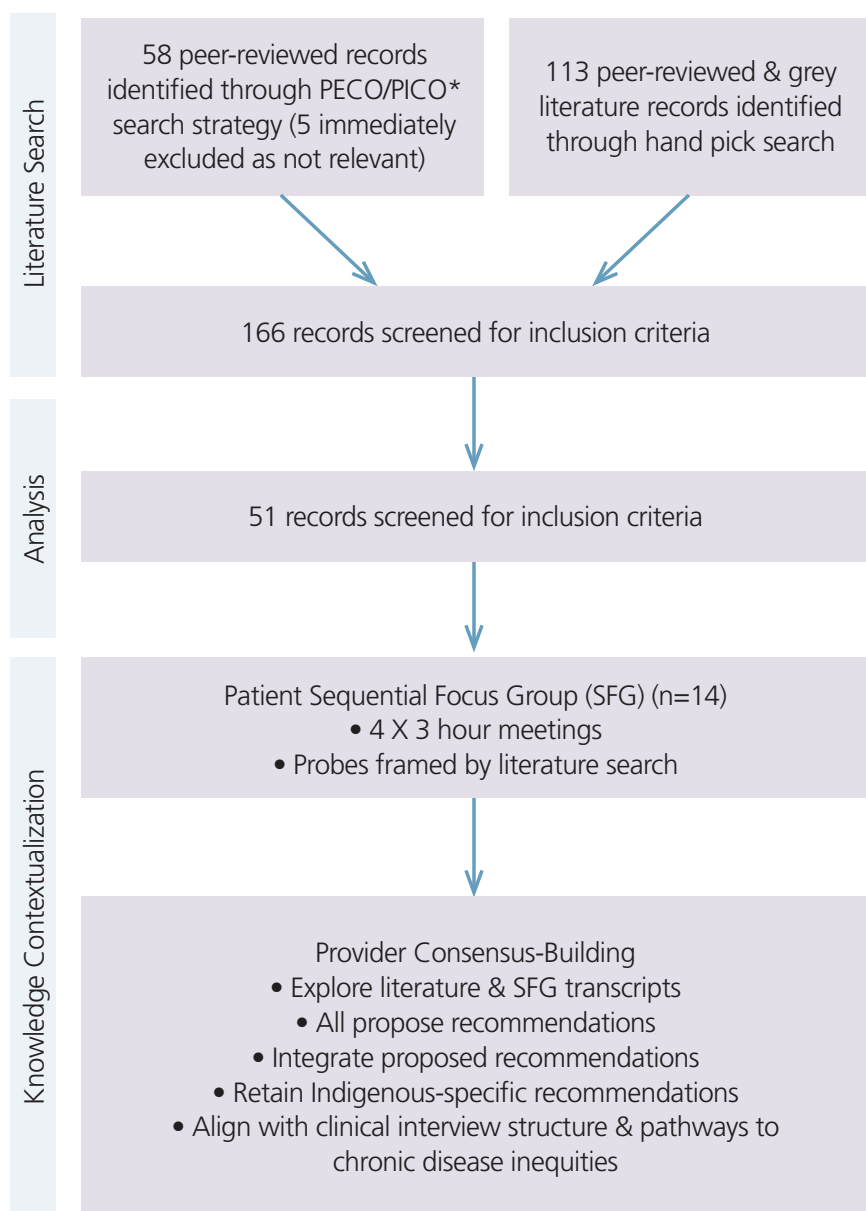 Literature Search
58 peer-reviewed records
identified through PECO/PICO*
search strategy (5 immediately
excluded as not relevant)
113 peer-reviewed & grey
literature records identified
through hand pick search
166 records screened for inclusion criteria
Analysis
51 records screened for inclusion criteria
Knowledge Contextualization
Patient Sequential Focus Group (SFG) (n=14)
• 4 X 3 hour meetings
• Probes framed by literature search
Provider Consensus-Building
• Explore literature & SFG transcripts
• All propose recommendations
• Integrate proposed recommendations
• Retain Indigenous-specific recommendations
• Align with clinical interview structure & pathways to
chronic disease inequities